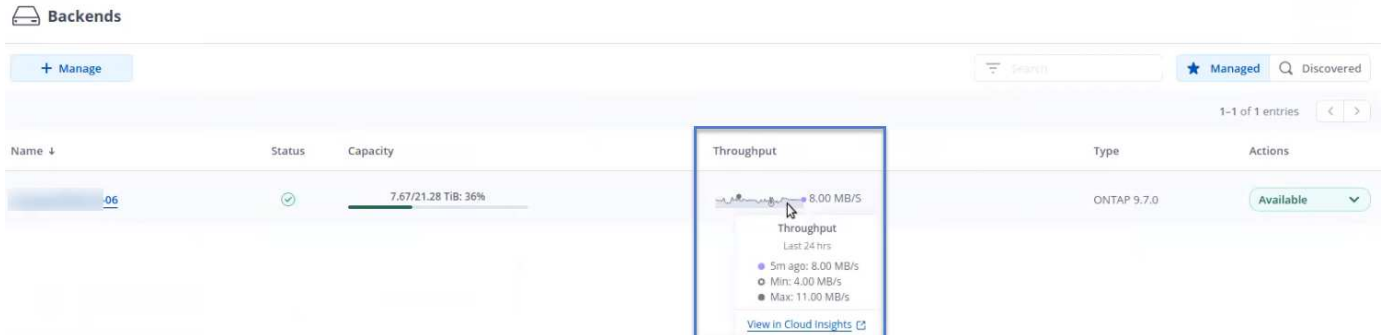 Backends
+ Manage
Search
Managed
Discovered
1–1 of 1 entries
Name ↓ Status Capacity Throughput Type Actions
-06 7.67/21.28 TiB: 36% 8.00 MB/S ONTAP 9.7.0 Available
Throughput
Last 24 hrs
5m ago: 8.00 MB/s
Min: 4.00 MB/s
Max: 11.00 MB/s
View in Cloud Insights